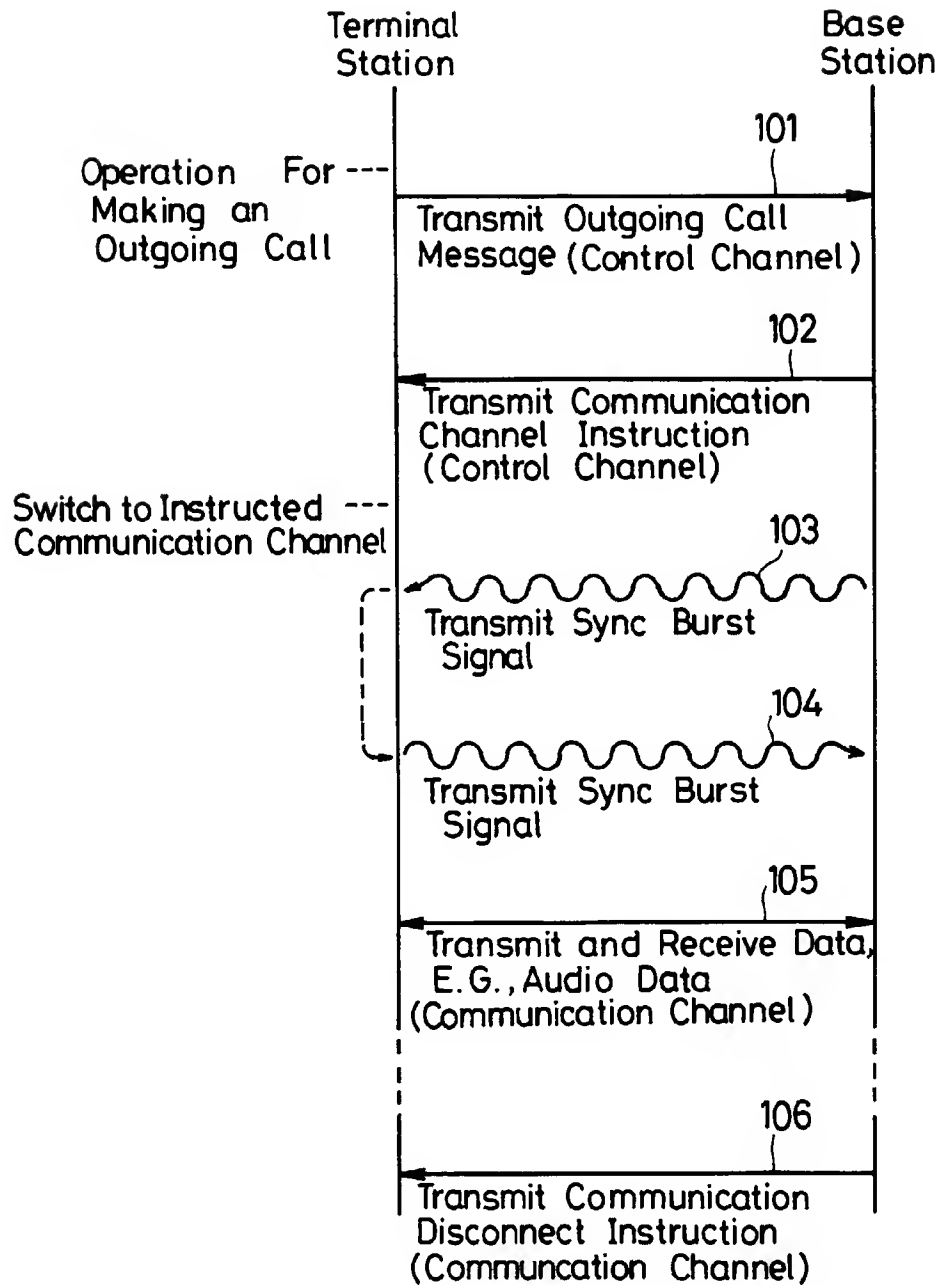 Terminal
Station
Base
Station
101
Operation For
Making an
Outgoing Call
Transmit Outgoing Call
Message (Control Channel)
102
Transmit Communication
Channel Instruction
(Control Channel)
Switch to Instructed
Communication Channel
103
Transmit Sync Burst
Signal
104
Transmit Sync Burst
Signal
105
Transmit and Receive Data,
E.G., Audio Data
(Communication Channel)
106
Transmit Communication
Disconnect Instruction
(Communcation Channel)